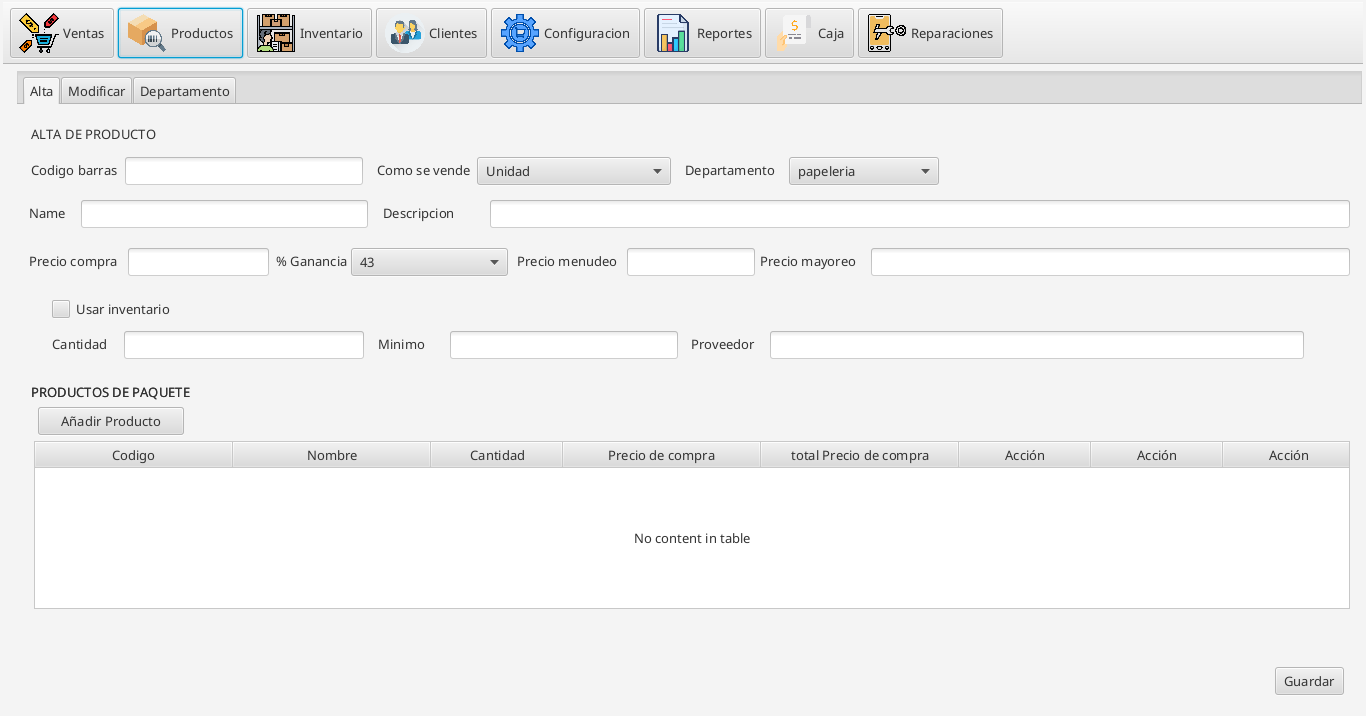 Ventas Productos Inventario Clientes Configuracion Reportes Caja Reparaciones
Alta Modificar Departamento
ALTA DE PRODUCTO
Codigo barras Como se vende Unidad Departamento papeleria
Name Descripcion
Precio compra % Ganancia 43 Precio menudeo Precio mayoreo
Usar inventario
Cantidad Minimo Proveedor
PRODUCTOS DE PAQUETE
Añadir Producto
Codigo Nombre Cantidad Precio de compra total Precio de compra Acción Acción Acción
No content in table
Guardar